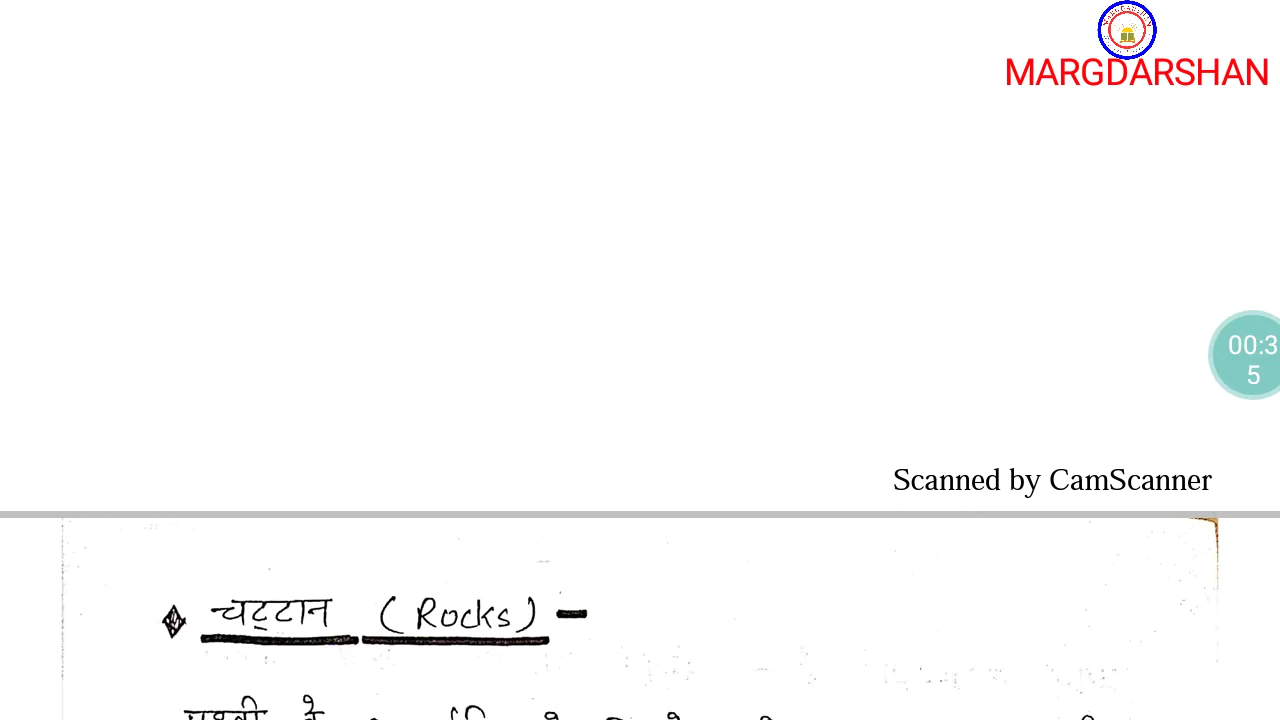 MARGDARSHAN
00:3
5
Scanned by CamScanner
चट्टान (Rocks) -